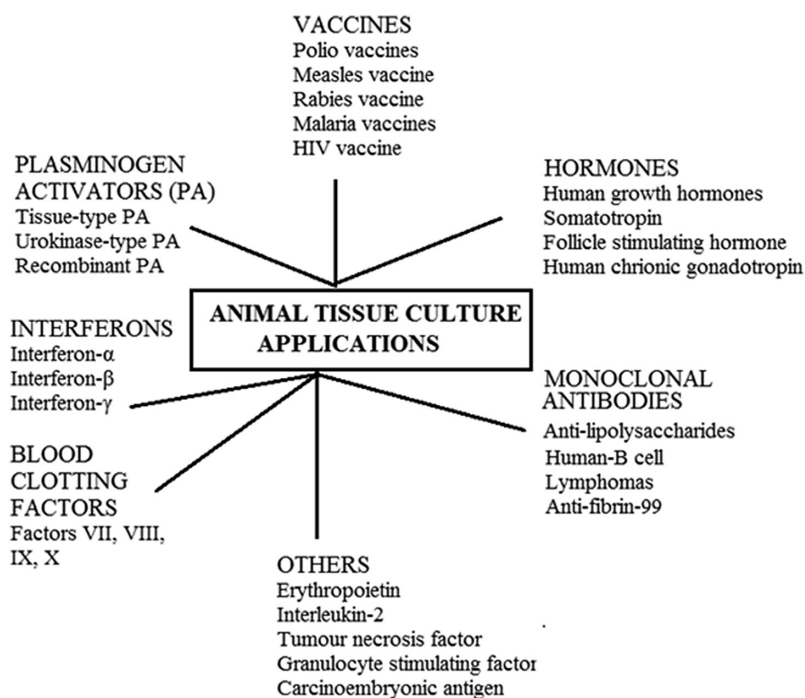 VACCINES
Polio vaccines
Measles vaccine
Rabies vaccine
Malaria vaccines
HIV vaccine
PLASMINOGEN
ACTIVATORS (PA)
Tissue-type PA
Urokinase-type PA
Recombinant PA
HORMONES
Human growth hormones
Somatotropin
Follicle stimulating hormone
Human chrionic gonadotropin
ANIMAL TISSUE CULTURE
APPLICATIONS
INTERFERONS
Interferon-α
Interferon-β
Interferon-γ
MONOCLONAL
ANTIBODIES
Anti-lipolysaccharides
Human-B cell
Lymphomas
Anti-fibrin-99
BLOOD
CLOTTING
FACTORS
Factors VII, VIII,
IX, X
OTHERS
Erythropoietin
Interleukin-2
Tumour necrosis factor
Granulocyte stimulating factor
Carcinoembryonic antigen